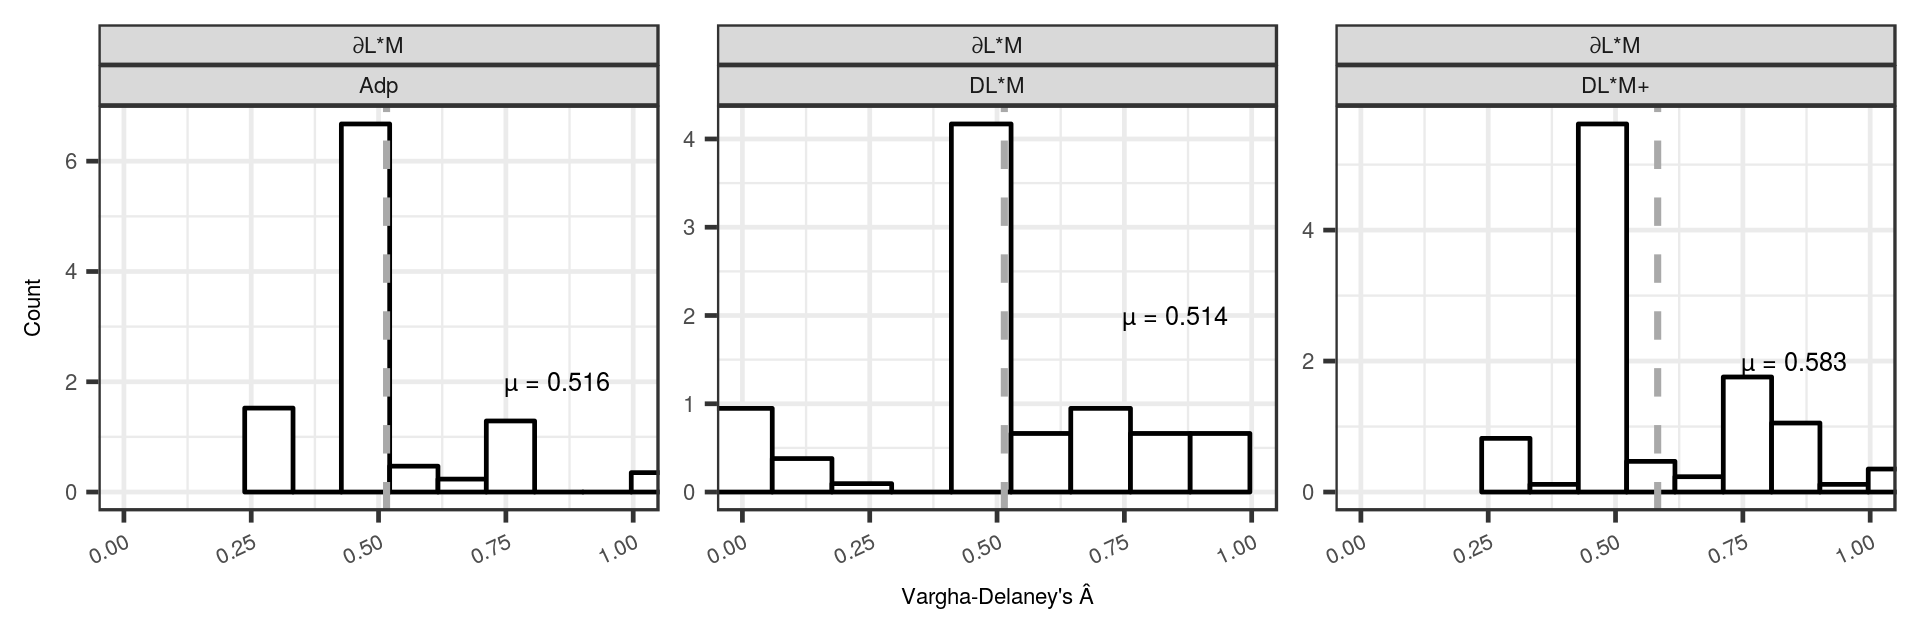 ∂L*M
∂L*M
∂L*M
Adp
DL*M
DL*M+
Count
6
4
2
0
μ = 0.516
4
3
2
1
0
μ = 0.514
4
2
0
μ = 0.583
0.00 0.25 0.50 0.75 1.00
0.00 0.25 0.50 0.75 1.00
0.00 0.25 0.50 0.75 1.00
Vargha-Delaney's Â